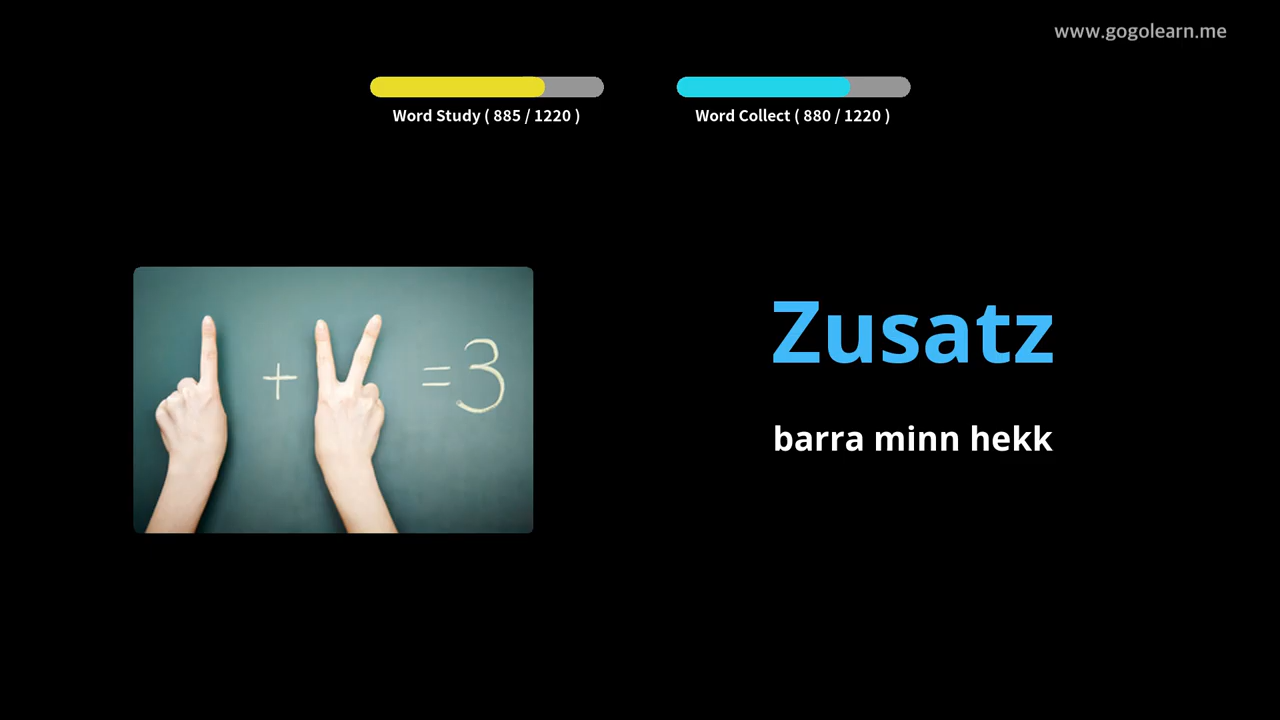 www.gogolearn.me
Word Study ( 885 / 1220 )
Word Collect ( 880 / 1220 )
+ = 3
Zusatz
barra minn hekk